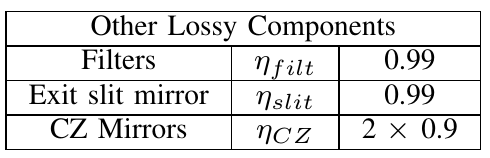 Other Lossy Components
Filters η_filt 0.99
Exit slit mirror η_slit 0.99
CZ Mirrors η_CZ 2 × 0.9